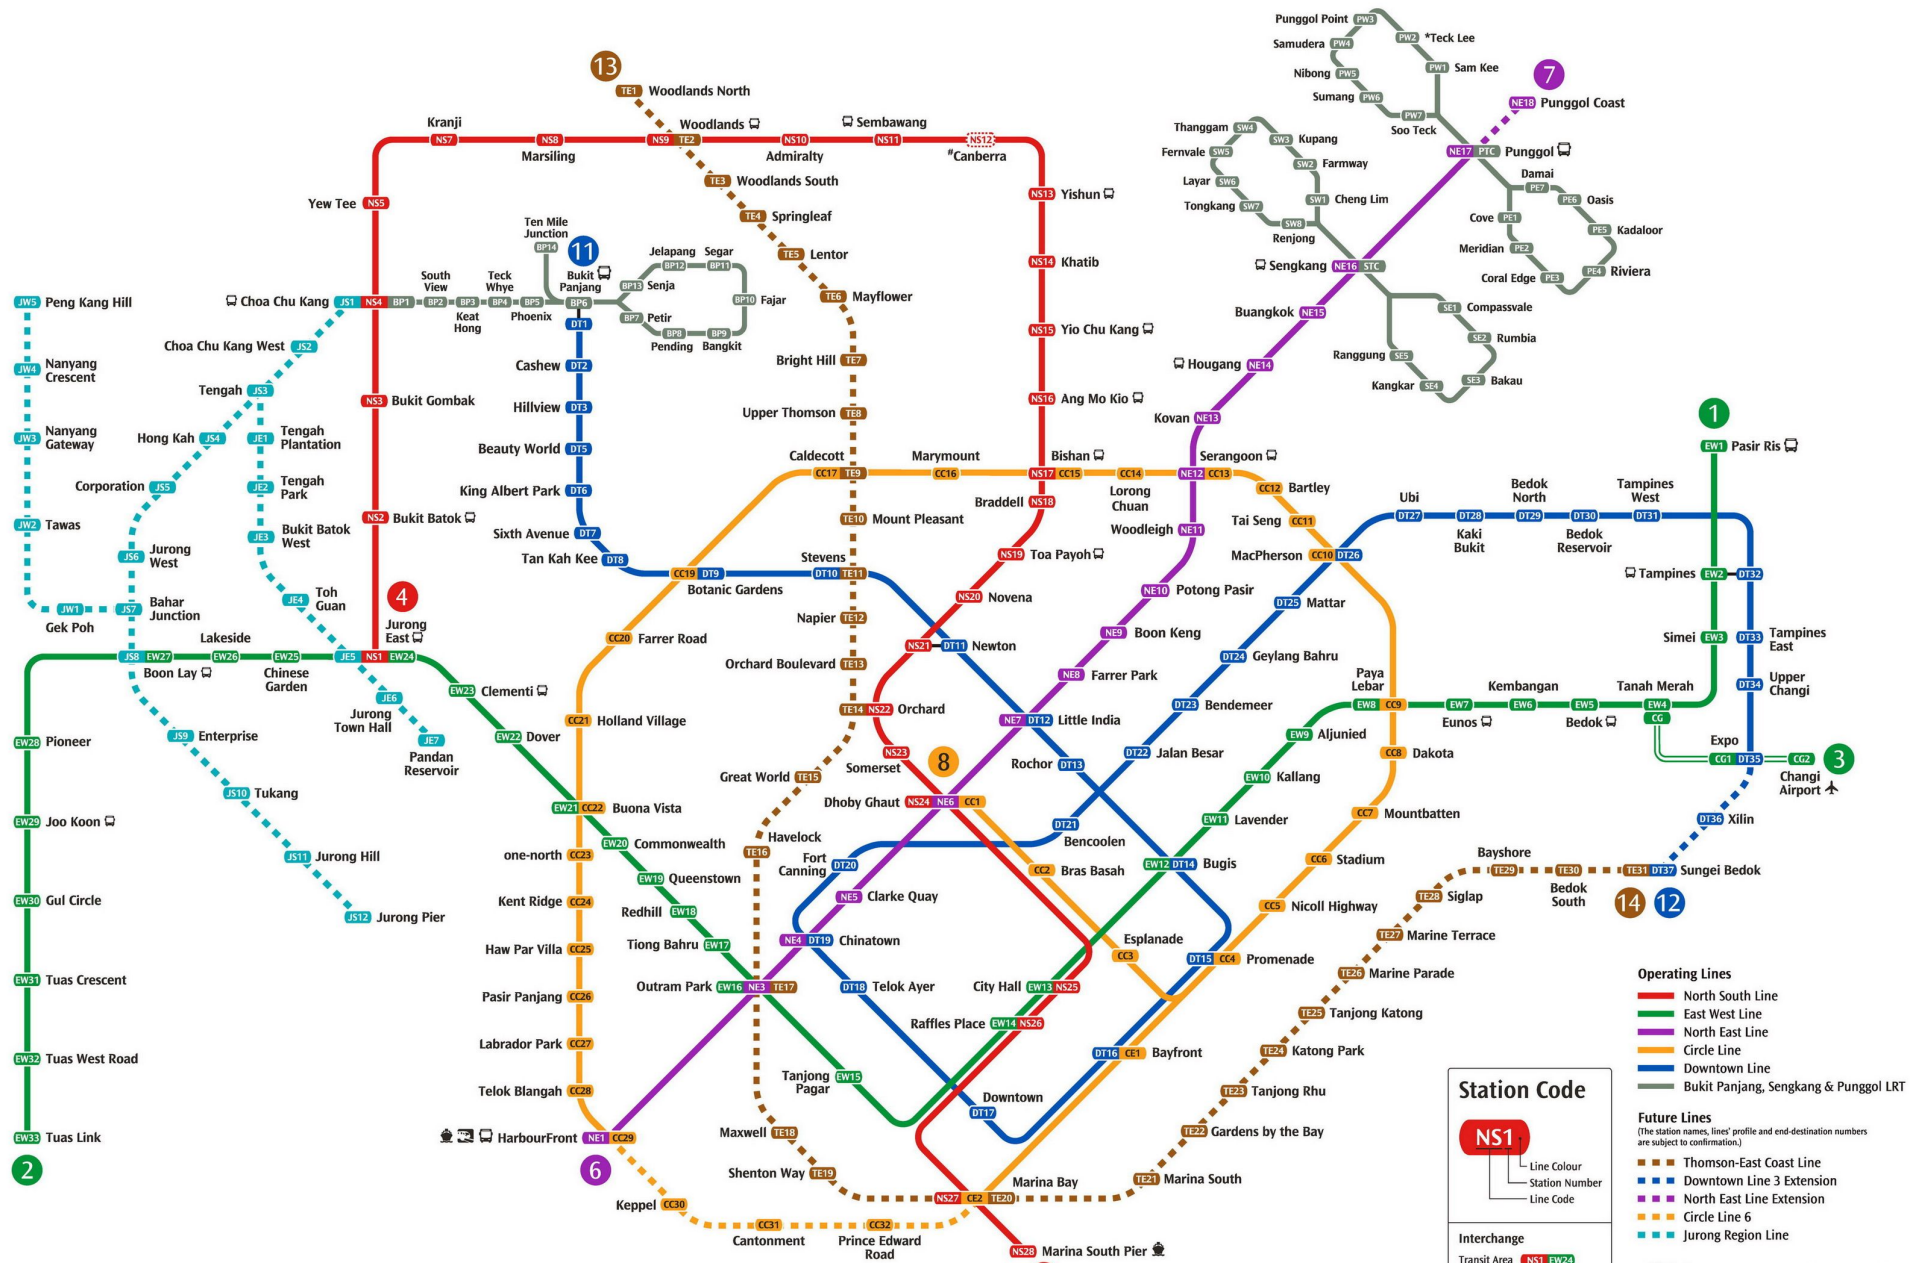 Punggol Point PW3
PW2 *Teck Lee
Samudera PW4
PW1 Sam Kee
Nibong PW5
Sumang PW6
PW7
Soo Teck
7
NE18 Punggol Coast
13
TE1 Woodlands North
Kranji
NS7
NS8
Marsiling
Woodlands
NS9 TE2
NS10
Admiralty
Sembawang
NS11
NS12
#Canberra
Thanggam SW4
SW3 Kupang
Fernvale SW5
SW2 Farmway
Layar SW6
SW1 Cheng Lim
Tongkang SW7
SW8
Renjong
NE17 PTC Punggol
Damai
PE7
PE6 Oasis
Cove PE1
PE5 Kadaloor
Meridian PE2
PE4 Riviera
Coral Edge PE3
TE3 Woodlands South
NS13 Yishun
Yew Tee NS5
TE4 Springleaf
Ten Mile
Junction
BP14
11
Bukit
Panjang
BP6
Jelapang
BP12
Segar
BP11
BP13 Senja
BP10 Fajar
BP7 Petir
BP8
Pending
BP9
Bangkit
TE5 Lentor
NS14 Khatib
Sengkang NE16 STC
JW5 Peng Kang Hill
Choa Chu Kang JS1 NS4
BP1
South
View
BP2
BP3
Keat
Hong
Teck
Whye
BP4
BP5
Phoenix
DT1
TE6 Mayflower
Buangkok NE15
SE1 Compassvale
SE2 Rumbia
Ranggung SE5
SE3 Bakau
Kangkar SE4
NS15 Yio Chu Kang
Choa Chu Kang West JS2
JW4 Nanyang
Crescent
Cashew DT2
Bright Hill TE7
Hougang NE14
Tengah JS3
NS3 Bukit Gombak
Hillview DT3
Upper Thomson TE8
NS16 Ang Mo Kio
Kovan NE13
1
EW1 Pasir Ris
JW3 Nanyang
Gateway
Hong Kah JS4
JE1 Tengah
Plantation
Beauty World DT5
Caldecott
CC17 TE9
Marymount
CC16
Bishan
NS17 CC15
CC14
Lorong
Chuan
Serangoon
NE12 CC13
CC12 Bartley
Corporation JS5
JE2 Tengah
Park
King Albert Park DT6
Braddell NS18
Ubi
DT27
DT28
Kaki
Bukit
Bedok
North
DT29
DT30
Bedok
Reservoir
Tampines
West
DT31
JW2 Tawas
NS2 Bukit Batok
TE10 Mount Pleasant
Woodleigh NE11
Tai Seng CC11
JE3 Bukit Batok
West
Sixth Avenue DT7
JS6 Jurong
West
Tan Kah Kee DT8
CC19 DT9
Botanic Gardens
Stevens
DT10 TE11
NS19 Toa Payoh
MacPherson CC10 DT26
Tampines EW2 DT32
JW1
Gek Poh
JS7 Bahar
Junction
JE4 Toh
Guan
4
Jurong
East
NS20 Novena
NE10 Potong Pasir
DT25 Mattar
Napier TE12
CC20 Farrer Road
NE9 Boon Keng
Simei EW3
DT33 Tampines
East
JS8 EW27
Boon Lay
Lakeside
EW26
EW25
Chinese
Garden
JE5 NS1 EW24
NS21 DT11 Newton
DT24 Geylang Bahru
Orchard Boulevard TE13
NE8 Farrer Park
DT34 Upper
Changi
EW23 Clementi
JE6
Jurong
Town Hall
CC21 Holland Village
TE14 NS22 Orchard
NE7 DT12 Little India
DT23 Bendemeer
Paya
Lebar
EW8 CC9
EW7
Eunos
Kembangan
EW6
EW5
Bedok
Tanah Merah
EW4
CG
EW28 Pioneer
JS9 Enterprise
JE7
Pandan
Reservoir
EW22 Dover
NS23
Somerset
8
Rochor DT13
DT22 Jalan Besar
EW9 Aljunied
CC8 Dakota
Expo
CG1 DT35
CG2
Changi
Airport
3
Great World TE15
EW10 Kallang
JS10 Tukang
EW21 CC22 Buona Vista
Dhoby Ghaut NS24 NE6 CC1
EW29 Joo Koon
DT21
Bencoolen
EW11 Lavender
CC7 Mountbatten
DT36 Xilin
EW20 Commonwealth
Havelock
TE16
JS11 Jurong Hill
one-north CC23
Fort
Canning
DT20
EW12 DT14 Bugis
CC6 Stadium
Bayshore
TE29
TE30
Bedok
South
TE31 DT37 Sungei Bedok
14 12
EW19 Queenstown
CC2 Bras Basah
EW30 Gul Circle
Kent Ridge CC24
Redhill EW18
NE5 Clarke Quay
CC5 Nicoll Highway
TE28 Siglap
JS12 Jurong Pier
Haw Par Villa CC25
Tiong Bahru EW17
NE4 DT19 Chinatown
Esplanade
CC3
DT15 CC4 Promenade
TE27 Marine Terrace
EW31 Tuas Crescent
Outram Park EW16 NE3 TE17
DT18 Telok Ayer
City Hall EW13 NS25
TE26 Marine Parade
Pasir Panjang CC26
Raffles Place EW14 NS26
TE25 Tanjong Katong
Labrador Park CC27
DT16 CE1 Bayfront
TE24 Katong Park
EW32 Tuas West Road
Telok Blangah CC28
Tanjong
Pagar
EW15
Downtown
DT17
TE23 Tanjong Rhu
EW33 Tuas Link
2
HarbourFront NE1 CC29
6
Maxwell TE18
TE22 Gardens by the Bay
Shenton Way TE19
TE21 Marina South
Keppel CC30
CC31
Cantonment
CC32
Prince Edward
Road
Marina Bay
NS27 CE2 TE20
NS28 Marina South Pier
Station Code
NS1
Line Colour
Station Number
Line Code
Interchange
Transit Area NS1 EW24
Operating Lines
North South Line
East West Line
North East Line
Circle Line
Downtown Line
Bukit Panjang, Sengkang & Punggol LRT
Future Lines
(The station names, lines' profile and end-destination numbers
are subject to confirmation.)
Thomson-East Coast Line
Downtown Line 3 Extension
North East Line Extension
Circle Line 6
Jurong Region Line